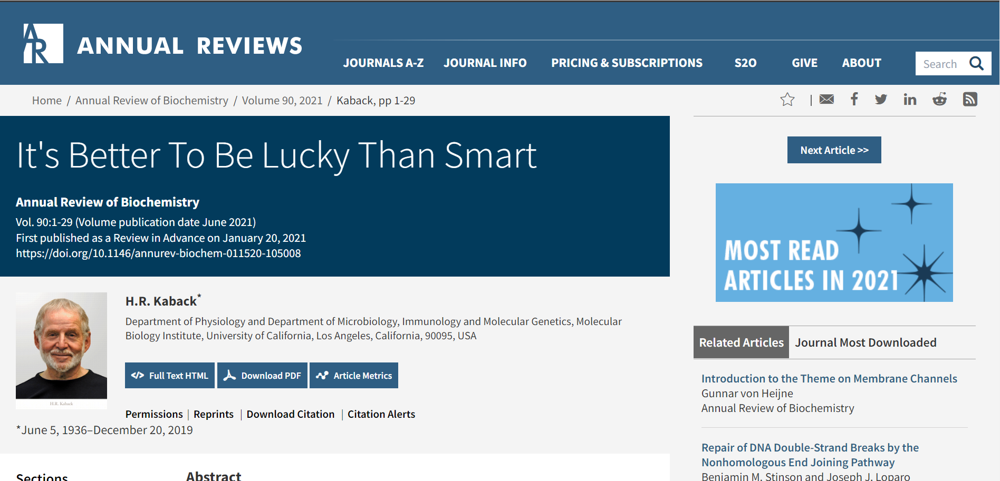 AR
ANNUAL REVIEWS
JOURNALS A-Z JOURNAL INFO PRICING & SUBSCRIPTIONS S2O GIVE ABOUT
Search
Home / Annual Review of Biochemistry / Volume 90, 2021 / Kaback, pp 1-29
It's Better To Be Lucky Than Smart
Annual Review of Biochemistry
Vol. 90:1-29 (Volume publication date June 2021)
First published as a Review in Advance on January 20, 2021
https://doi.org/10.1146/annurev-biochem-011520-105008
H.R. Kaback
H.R. Kaback*
Department of Physiology and Department of Microbiology, Immunology and Molecular Genetics, Molecular
Biology Institute, University of California, Los Angeles, California, 90095, USA
Full Text HTML Download PDF Article Metrics
Permissions | Reprints | Download Citation | Citation Alerts
*June 5, 1936–December 20, 2019
Sections
Abstract
Next Article >>
MOST READ
ARTICLES IN 2021
Related Articles Journal Most Downloaded
Introduction to the Theme on Membrane Channels
Gunnar von Heijne
Annual Review of Biochemistry
Repair of DNA Double-Strand Breaks by the
Nonhomologous End Joining Pathway
Benjamin M. Stinson and Joseph J. Loparo